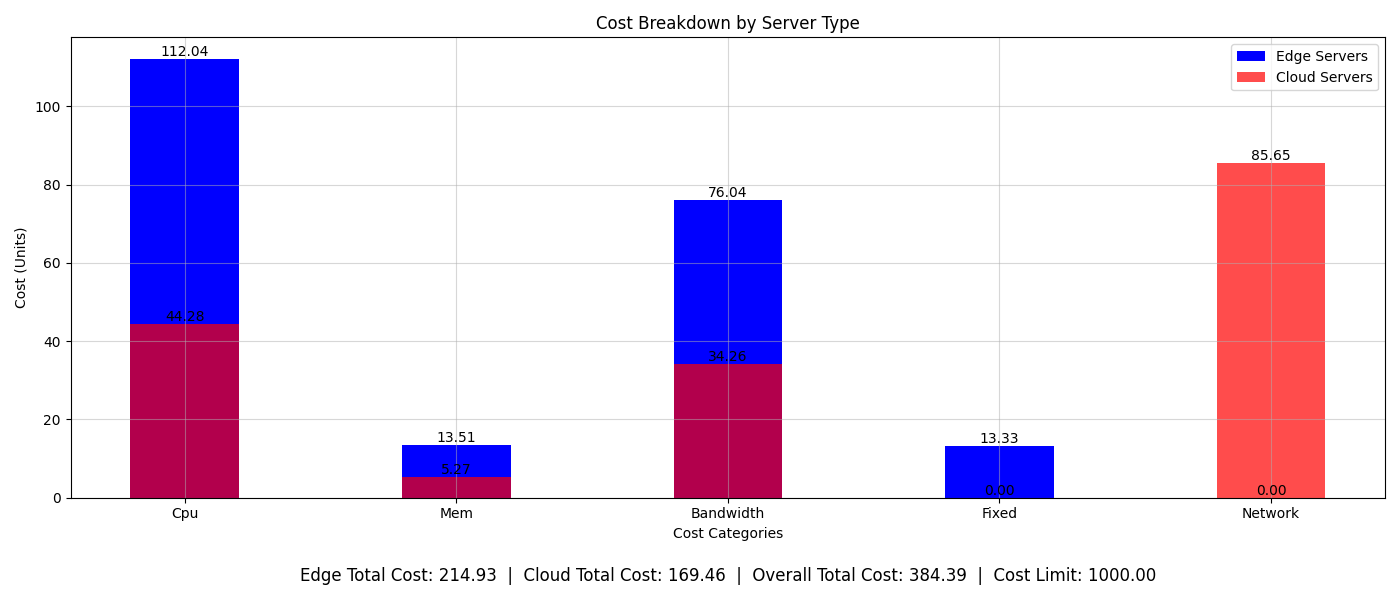 Cost Breakdown by Server Type
112.04
Edge Servers
Cloud Servers
100
85.65
80
76.04
60
Cost (Units)
44.28
40
34.26
20
13.51
13.33
5.27
0.00
0.00
0
Cpu
Mem
Bandwidth
Fixed
Network
Cost Categories
Edge Total Cost: 214.93 | Cloud Total Cost: 169.46 | Overall Total Cost: 384.39 | Cost Limit: 1000.00